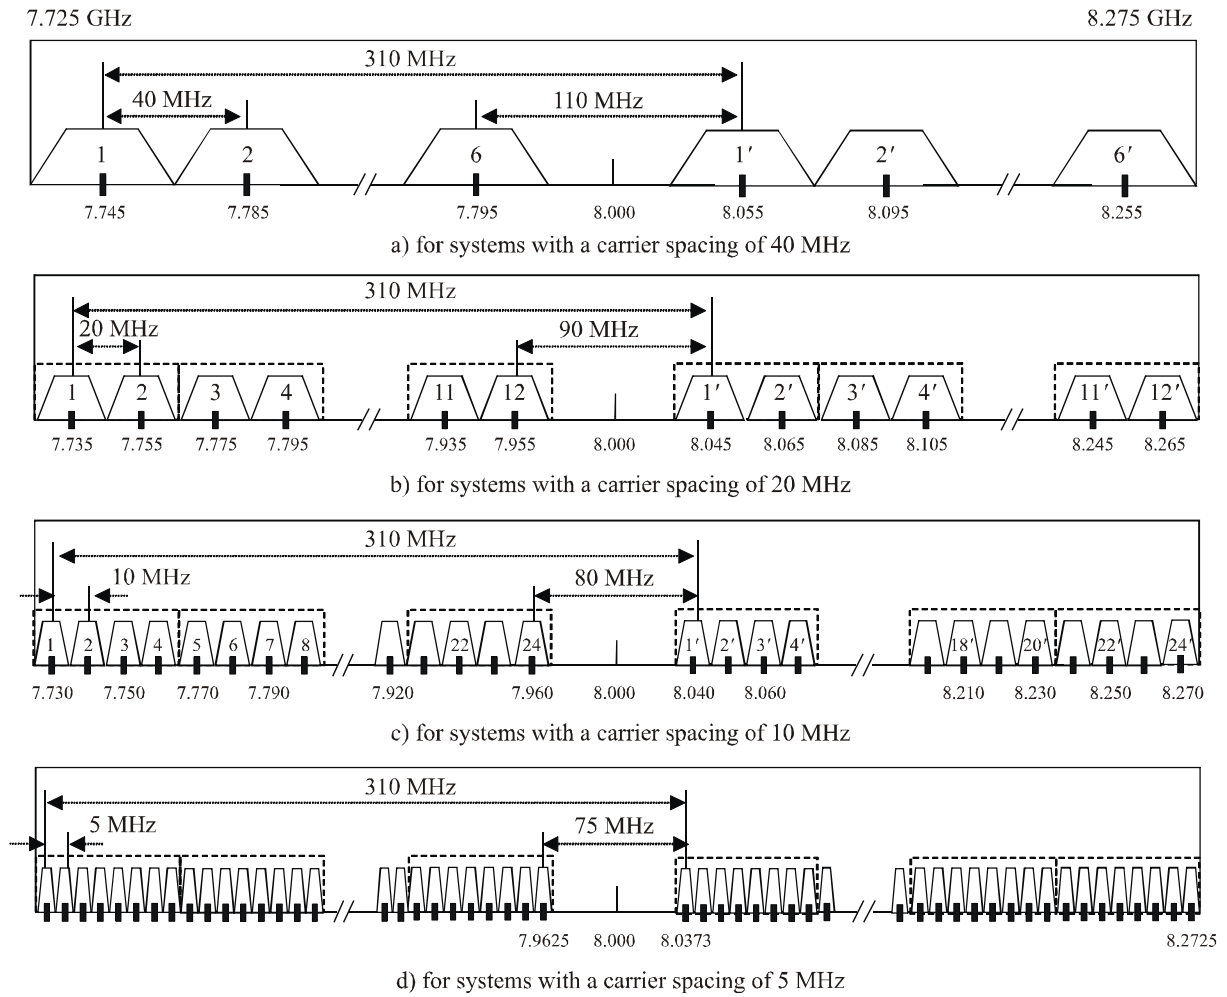 7.725 GHz 8.275 GHz
310 MHz
40 MHz 110 MHz
1 2 6 1′ 2′ 6′
7.745 7.785 7.795 8.000 8.055 8.095 8.255
a) for systems with a carrier spacing of 40 MHz
310 MHz
20 MHz 90 MHz
1 2 3 4 11 12 1′ 2′ 3′ 4′ 11′ 12′
7.735 7.755 7.775 7.795 7.935 7.955 8.000 8.045 8.065 8.085 8.105 8.245 8.265
b) for systems with a carrier spacing of 20 MHz
310 MHz
10 MHz 80 MHz
1 2 3 4 5 6 7 8 22 24 1′ 2′ 3′ 4′ 18′ 20′ 22′ 24′
7.730 7.750 7.770 7.790 7.920 7.960 8.000 8.040 8.060 8.210 8.230 8.250 8.270
c) for systems with a carrier spacing of 10 MHz
310 MHz
5 MHz 75 MHz
7.9625 8.000 8.0373 8.2725
d) for systems with a carrier spacing of 5 MHz